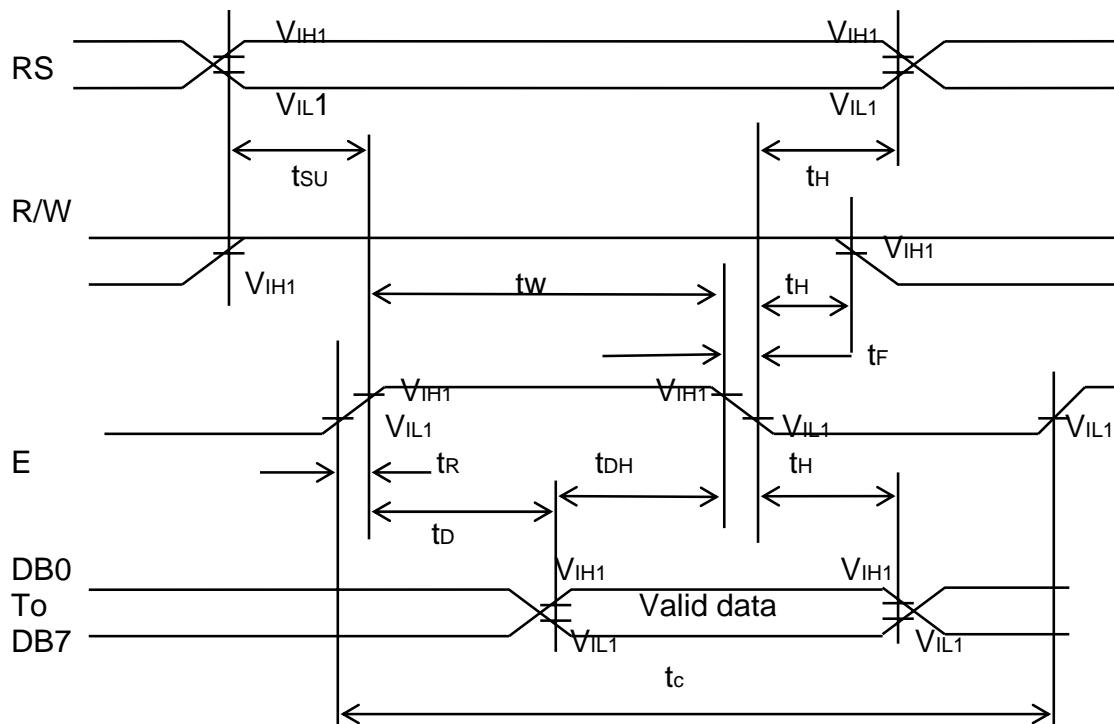 VIH1 VIH1
RS
VIL1 VIL1
tSU tH
R/W
VIH1
VIH1 tW tH
tF
VIH1 VIH1
VIL1 VIL1 VIL1
E
tR tDH tH
tD
DB0 VIH1 VIH1
To Valid data
DB7 VIL1 VIL1
tc